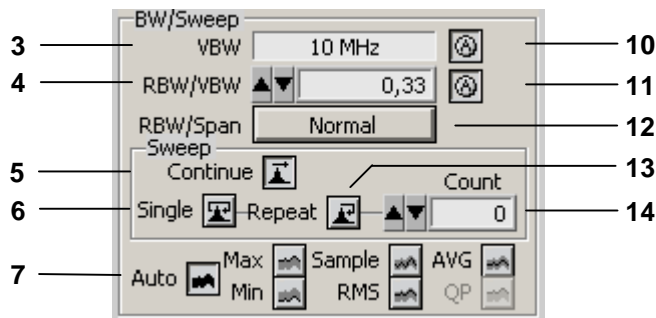 BW/Sweep
3 VBW 10 MHz 10
4 RBW/VBW 0,33 11
RBW/Span Normal 12
Sweep
5 Continue 13
Count
6 Single Repeat 0 14
7 Auto Max Sample AVG
Min RMS QP